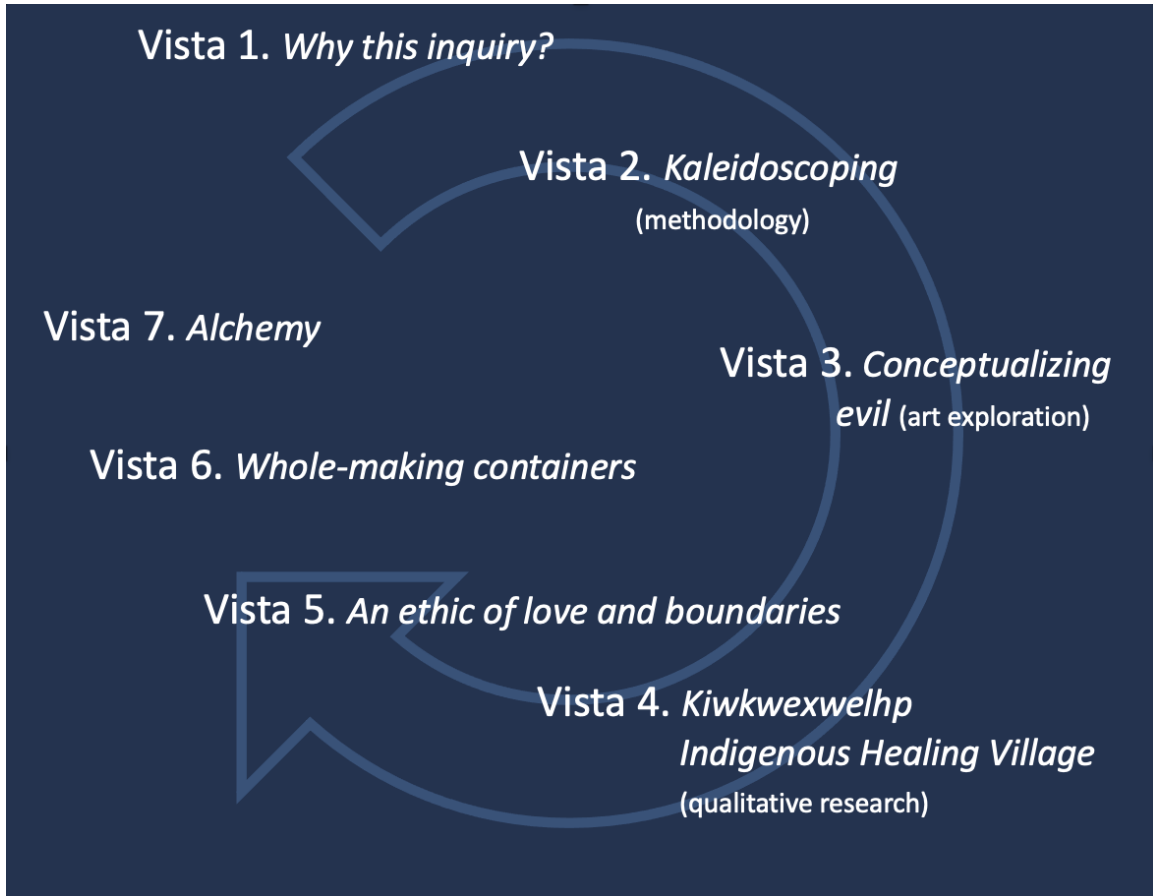 Vista 1. Why this inquiry?
Vista 2. Kaleidoscoping
(methodology)
Vista 3. Conceptualizing
evil (art exploration)
Vista 4. Kiwkwexwelhp
Indigenous Healing Village
(qualitative research)
Vista 5. An ethic of love and boundaries
Vista 6. Whole-making containers
Vista 7. Alchemy